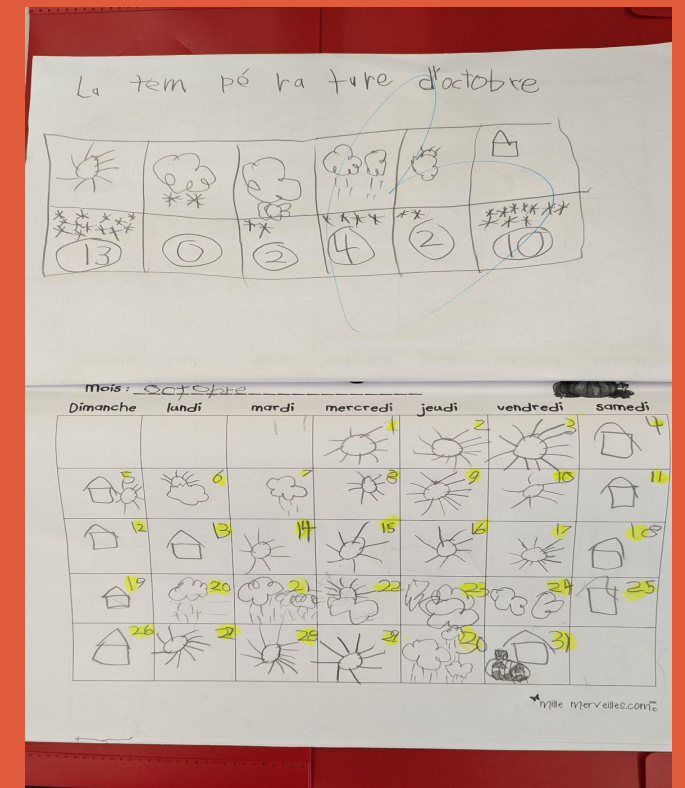 La tem pé ra ture d'octobre
13 0 2 4 2 10
mois : octobre
Dimanche lundi mardi mercredi jeudi vendredi samedi
1 2 3 4
5 6 7 8 9 10 11
12 13 14 15 16 17 18
19 20 21 22 23 24 25
26 27 28 29 30 31
mille merveilles.com